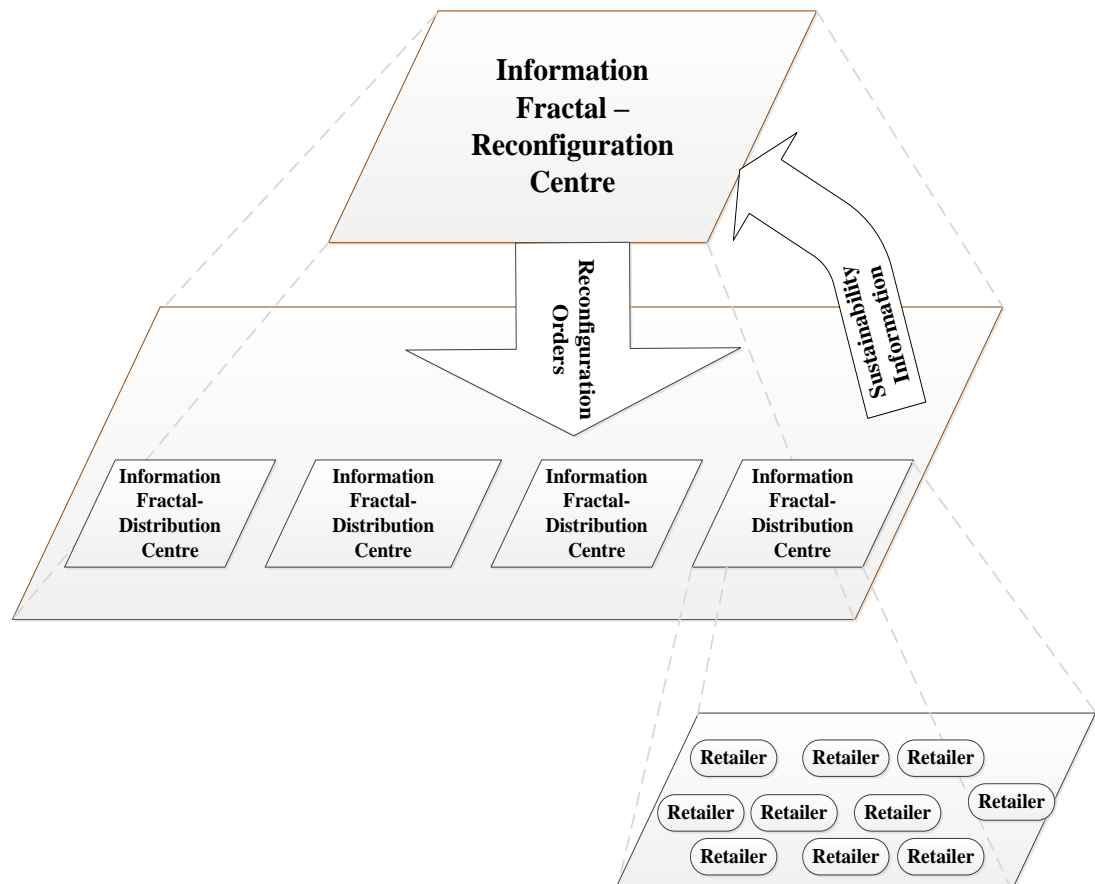 Information
Fractal –
Reconfiguration
Centre
Reconfiguration
Orders
Sustainability
Information
Information
Fractal-
Distribution
Centre
Information
Fractal-
Distribution
Centre
Information
Fractal-
Distribution
Centre
Information
Fractal-
Distribution
Centre
Retailer
Retailer
Retailer
Retailer
Retailer
Retailer
Retailer
Retailer
Retailer
Retailer